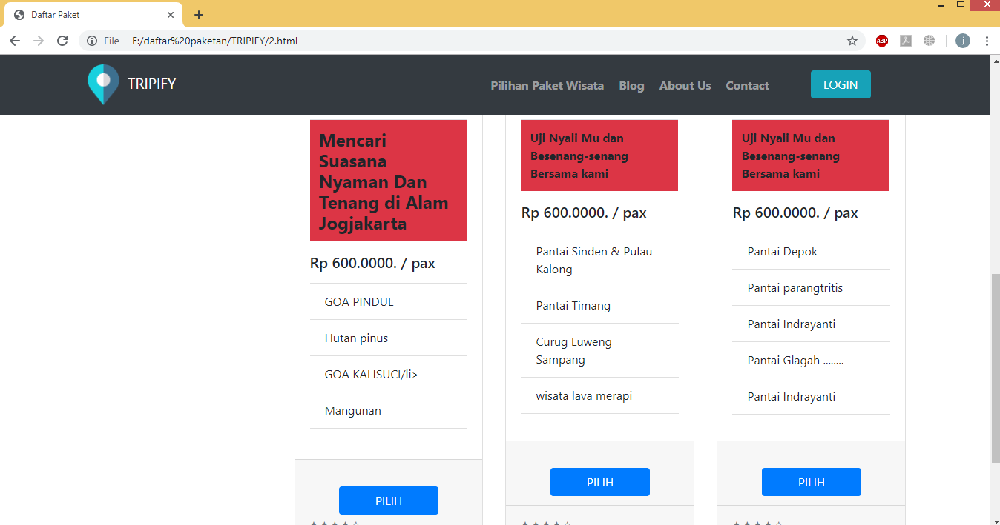 Daftar Paket
File
E:/daftar%20paketan/TRIPIFY/2.html
ABP
j
TRIPIFY
Pilihan Paket Wisata
Blog
About Us
Contact
LOGIN
Mencari
Suasana
Nyaman Dan
Tenang di Alam
Jogjakarta
Rp 600.0000. / pax
GOA PINDUL
Hutan pinus
GOA KALISUCI/li>
Mangunan
PILIH
Uji Nyali Mu dan
Besenang-senang
Bersama kami
Rp 600.0000. / pax
Pantai Sinden & Pulau
Kalong
Pantai Timang
Curug Luweng
Sampang
wisata lava merapi
PILIH
Uji Nyali Mu dan
Besenang-senang
Bersama kami
Rp 600.0000. / pax
Pantai Depok
Pantai parangtritis
Pantai Indrayanti
Pantai Glagah ........
Pantai Indrayanti
PILIH